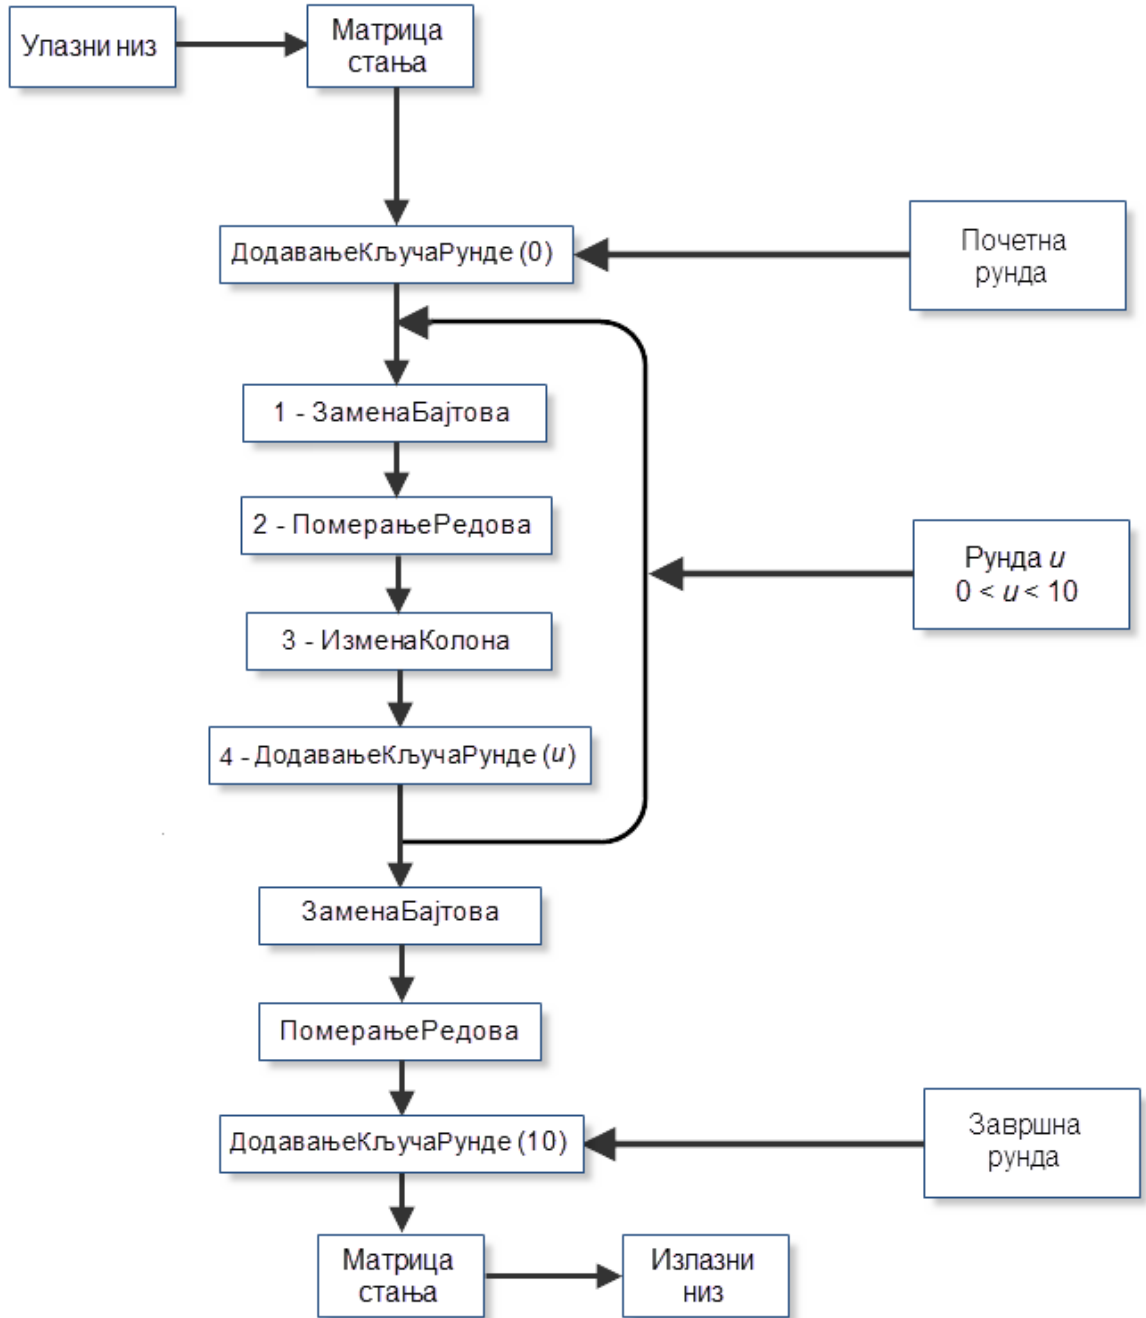 Улазни низ
Матрица
стања
ДодавањеКључаРунде (0)
Почетна
рунда
1 - ЗаменаБајтова
2 - ПомерањеРедова
Рунда u
0 < u < 10
3 - ИзменаКолона
4 - ДодавањеКључаРунде (u)
ЗаменаБајтова
ПомерањеРедова
ДодавањеКључаРунде (10)
Завршна
рунда
Матрица
стања
Излазни
низ